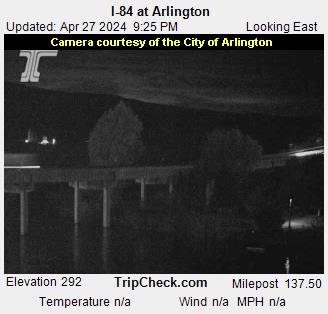 I-84 at Arlington
Updated: Apr 27 2024 9:25 PM Looking East
Camera courtesy of the City of Arlington
Elevation 292 TripCheck.com Milepost 137.50
Temperature n/a Wind n/a MPH n/a